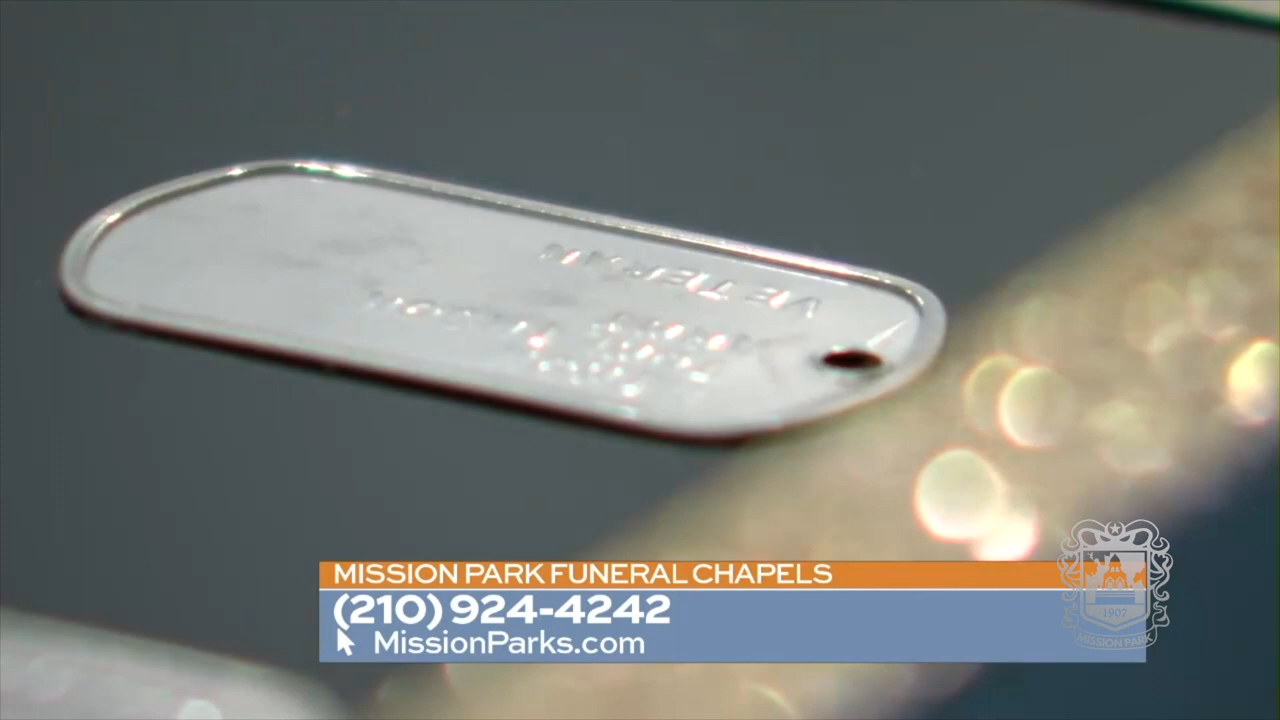 VETERAN
MISSION PARK FUNERAL CHAPELS
(210) 924-4242
MissionParks.com
1907
MISSION PARK